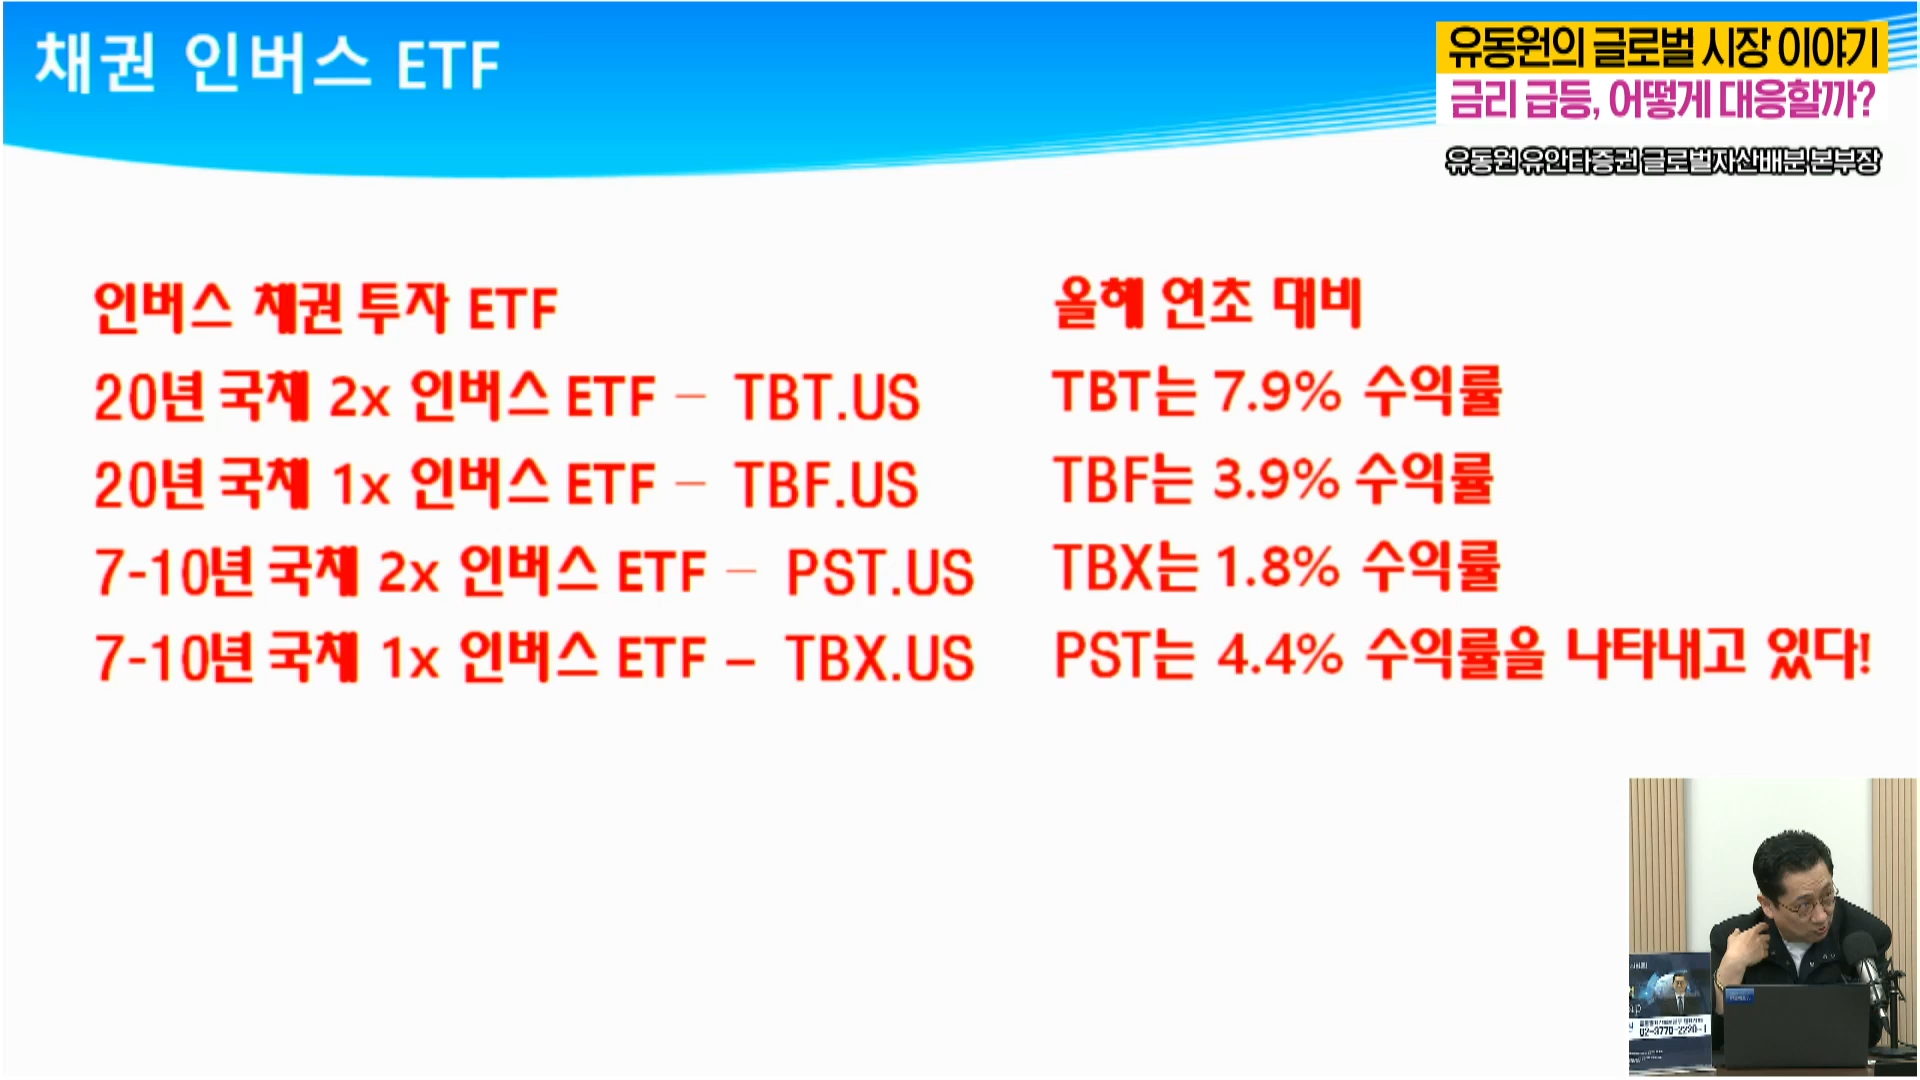 채권 인버스 ETF
유동원의 글로벌 시장 이야기
금리 급등, 어떻게 대응할까?
유동원 유안타증권 글로벌자산배분 본부장
인버스 채권 투자 ETF
20년 국채 2x 인버스 ETF – TBT.US
20년 국채 1x 인버스 ETF – TBF.US
7-10년 국채 2x 인버스 ETF – PST.US
7-10년 국채 1x 인버스 ETF – TBX.US
올해 연초 대비
TBT는 7.9% 수익률
TBF는 3.9% 수익률
TBX는 1.8% 수익률
PST는 4.4% 수익률을 나타내고 있다!
02-3770-2220~1